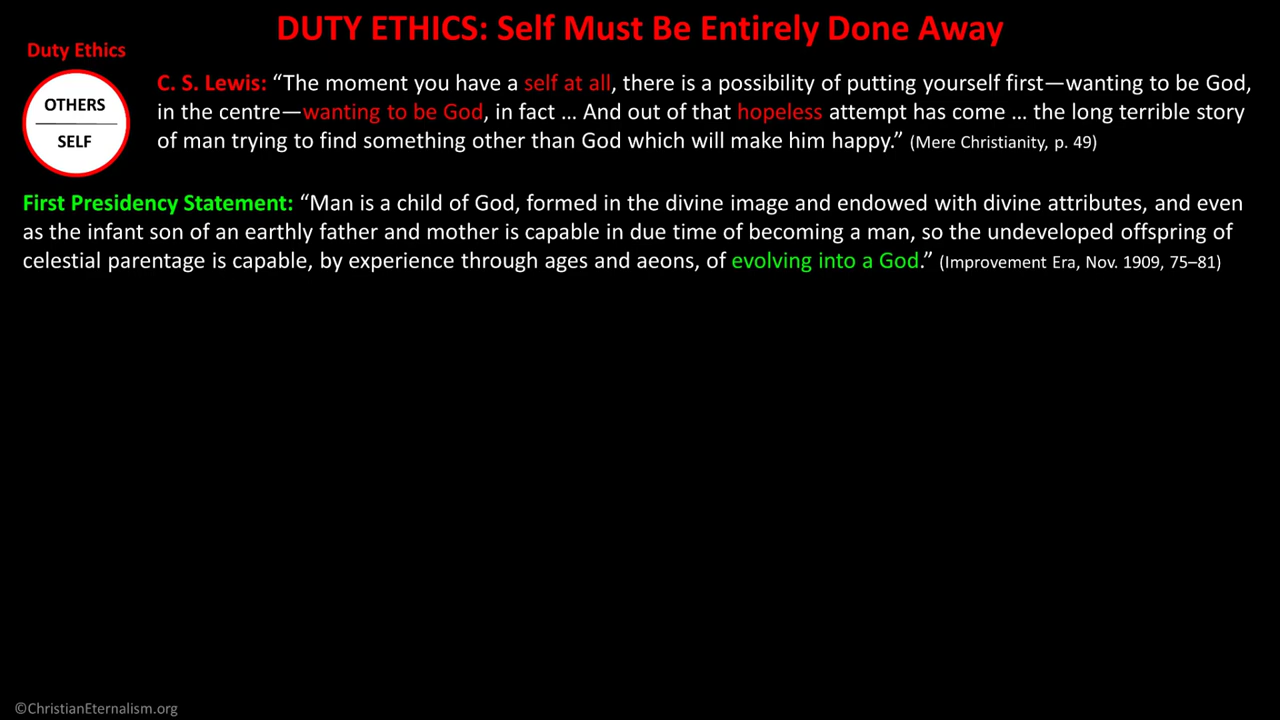 DUTY ETHICS: Self Must Be Entirely Done Away
Duty Ethics
OTHERS
SELF
C. S. Lewis: “The moment you have a self at all, there is a possibility of putting yourself first—wanting to be God,
in the centre—wanting to be God, in fact … And out of that hopeless attempt has come … the long terrible story
of man trying to find something other than God which will make him happy.” (Mere Christianity, p. 49)
First Presidency Statement: “Man is a child of God, formed in the divine image and endowed with divine attributes, and even
as the infant son of an earthly father and mother is capable in due time of becoming a man, so the undeveloped offspring of
celestial parentage is capable, by experience through ages and aeons, of evolving into a God.” (Improvement Era, Nov. 1909, 75–81)
©ChristianEternalism.org